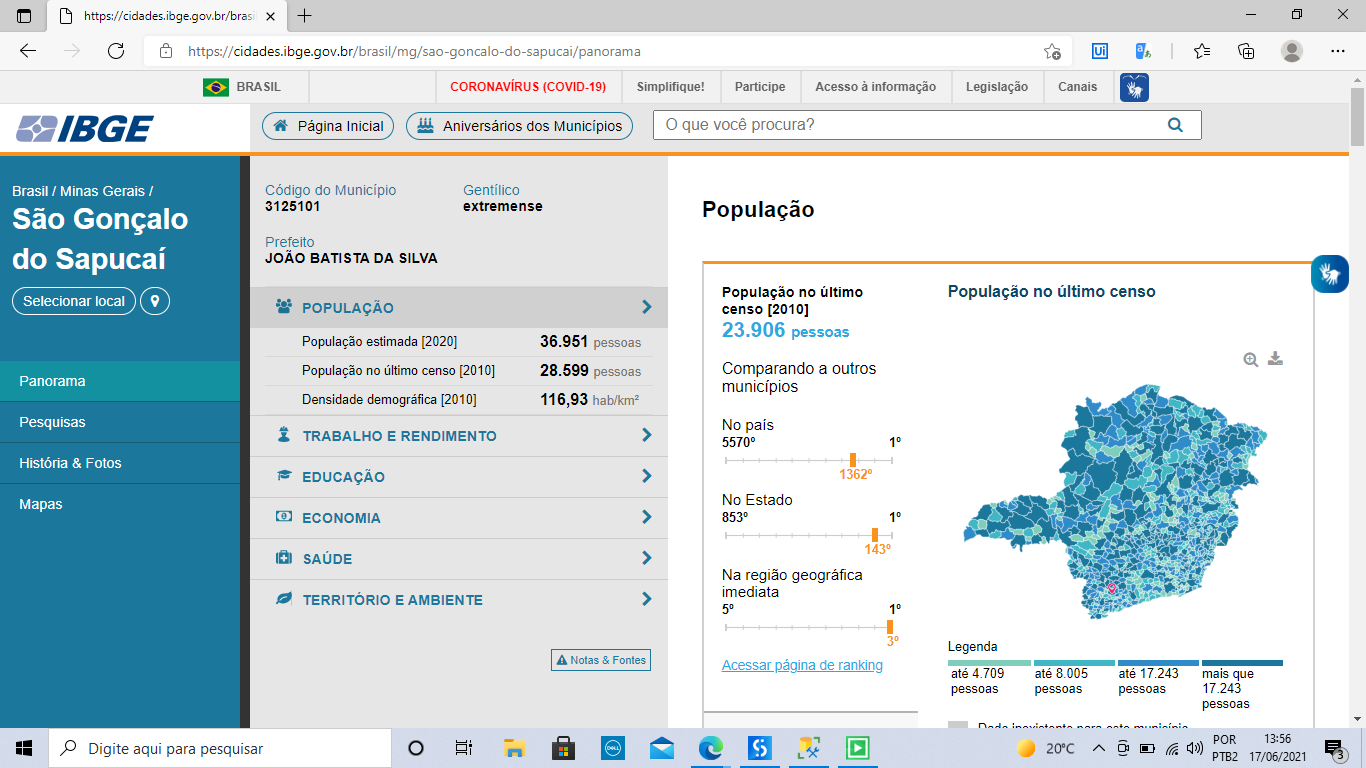 https://cidades.ibge.gov.br/brasi
https://cidades.ibge.gov.br/brasil/mg/sao-goncalo-do-sapucai/panorama
BRASIL
CORONAVÍRUS (COVID-19)
Simplifique!
Participe
Acesso à informação
Legislação
Canais
IBGE
Página Inicial
Aniversários dos Municípios
O que você procura?
Brasil / Minas Gerais /
São Gonçalo
do Sapucaí
Selecionar local
Panorama
Pesquisas
História & Fotos
Mapas
Código do Município
3125101
Gentílico
extremense
Prefeito
JOÃO BATISTA DA SILVA
POPULAÇÃO
População estimada [2020] 36.951 pessoas
População no último censo [2010] 28.599 pessoas
Densidade demográfica [2010] 116,93 hab/km²
TRABALHO E RENDIMENTO
EDUCAÇÃO
ECONOMIA
SAÚDE
TERRITÓRIO E AMBIENTE
Notas & Fontes
População
População no último
censo [2010]
23.906 pessoas
Comparando a outros
municípios
No país
5570º 1º
1362º
No Estado
853º 1º
143º
Na região geográfica
imediata
5º 1º
3º
Acessar página de ranking
População no último censo
Legenda
até 4.709
pessoas
até 8.005
pessoas
até 17.243
pessoas
mais que
17.243
pessoas
Dado inexistente para este município
Digite aqui para pesquisar
DELL
20°C
POR
PTB2
13:56
17/06/2021
3